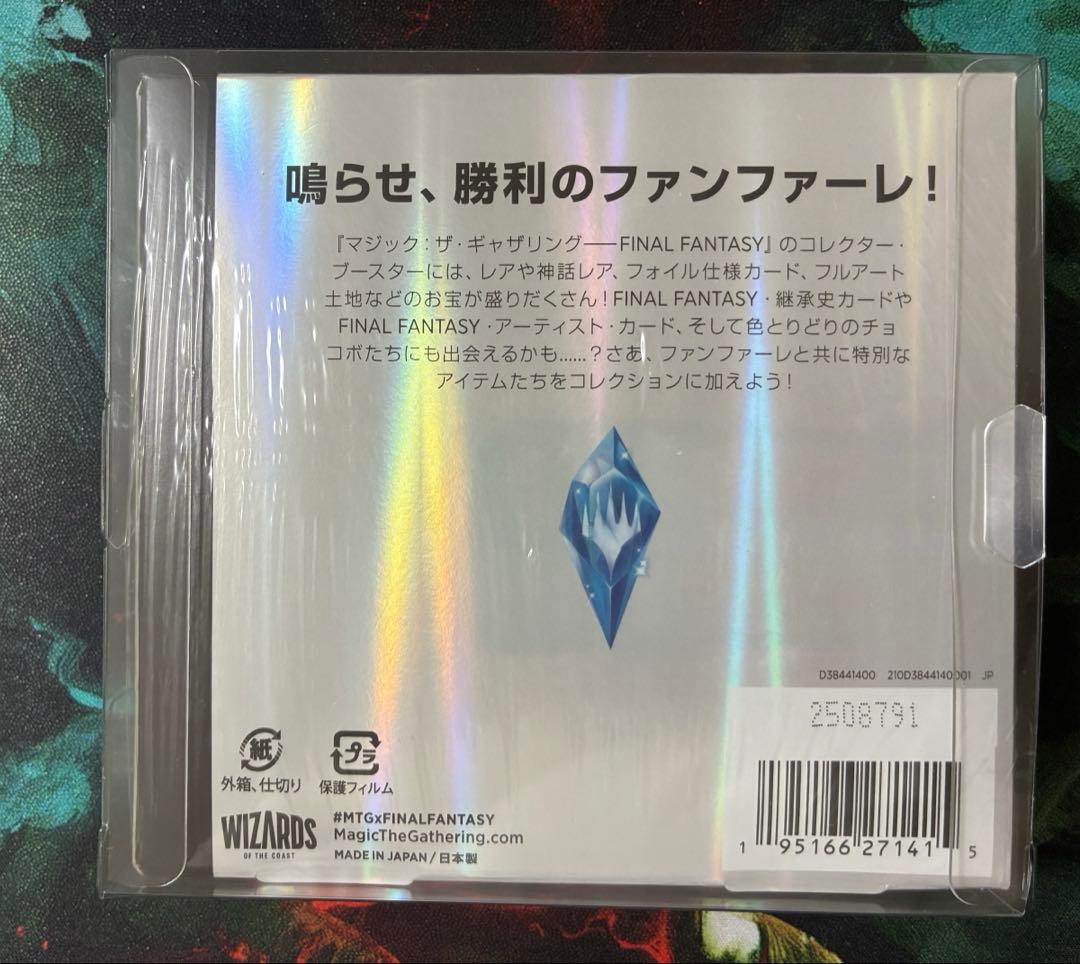 鳴らせ、勝利のファンファーレ！
『マジック：ザ・ギャザリング——FINAL FANTASY』のコレクター・
ブースターには、レアや神話レア、フォイル仕様カード、フルアート
土地などのお宝が盛りだくさん！FINAL FANTASY・継承史カードや
FINAL FANTASY・アーティスト・カード、そして色とりどりのチョ
コボたちにも出会えるかも……？さあ、ファンファーレと共に特別な
アイテムたちをコレクションに加えよう！
D38441400 210D3844140001 JP
2508791
紙
プラ
外箱、仕切り
保護フィルム
WIZARDS
OF THE COAST
#MTGxFINALFANTASY
MagicTheGathering.com
MADE IN JAPAN / 日本製
1 95166 27141 5